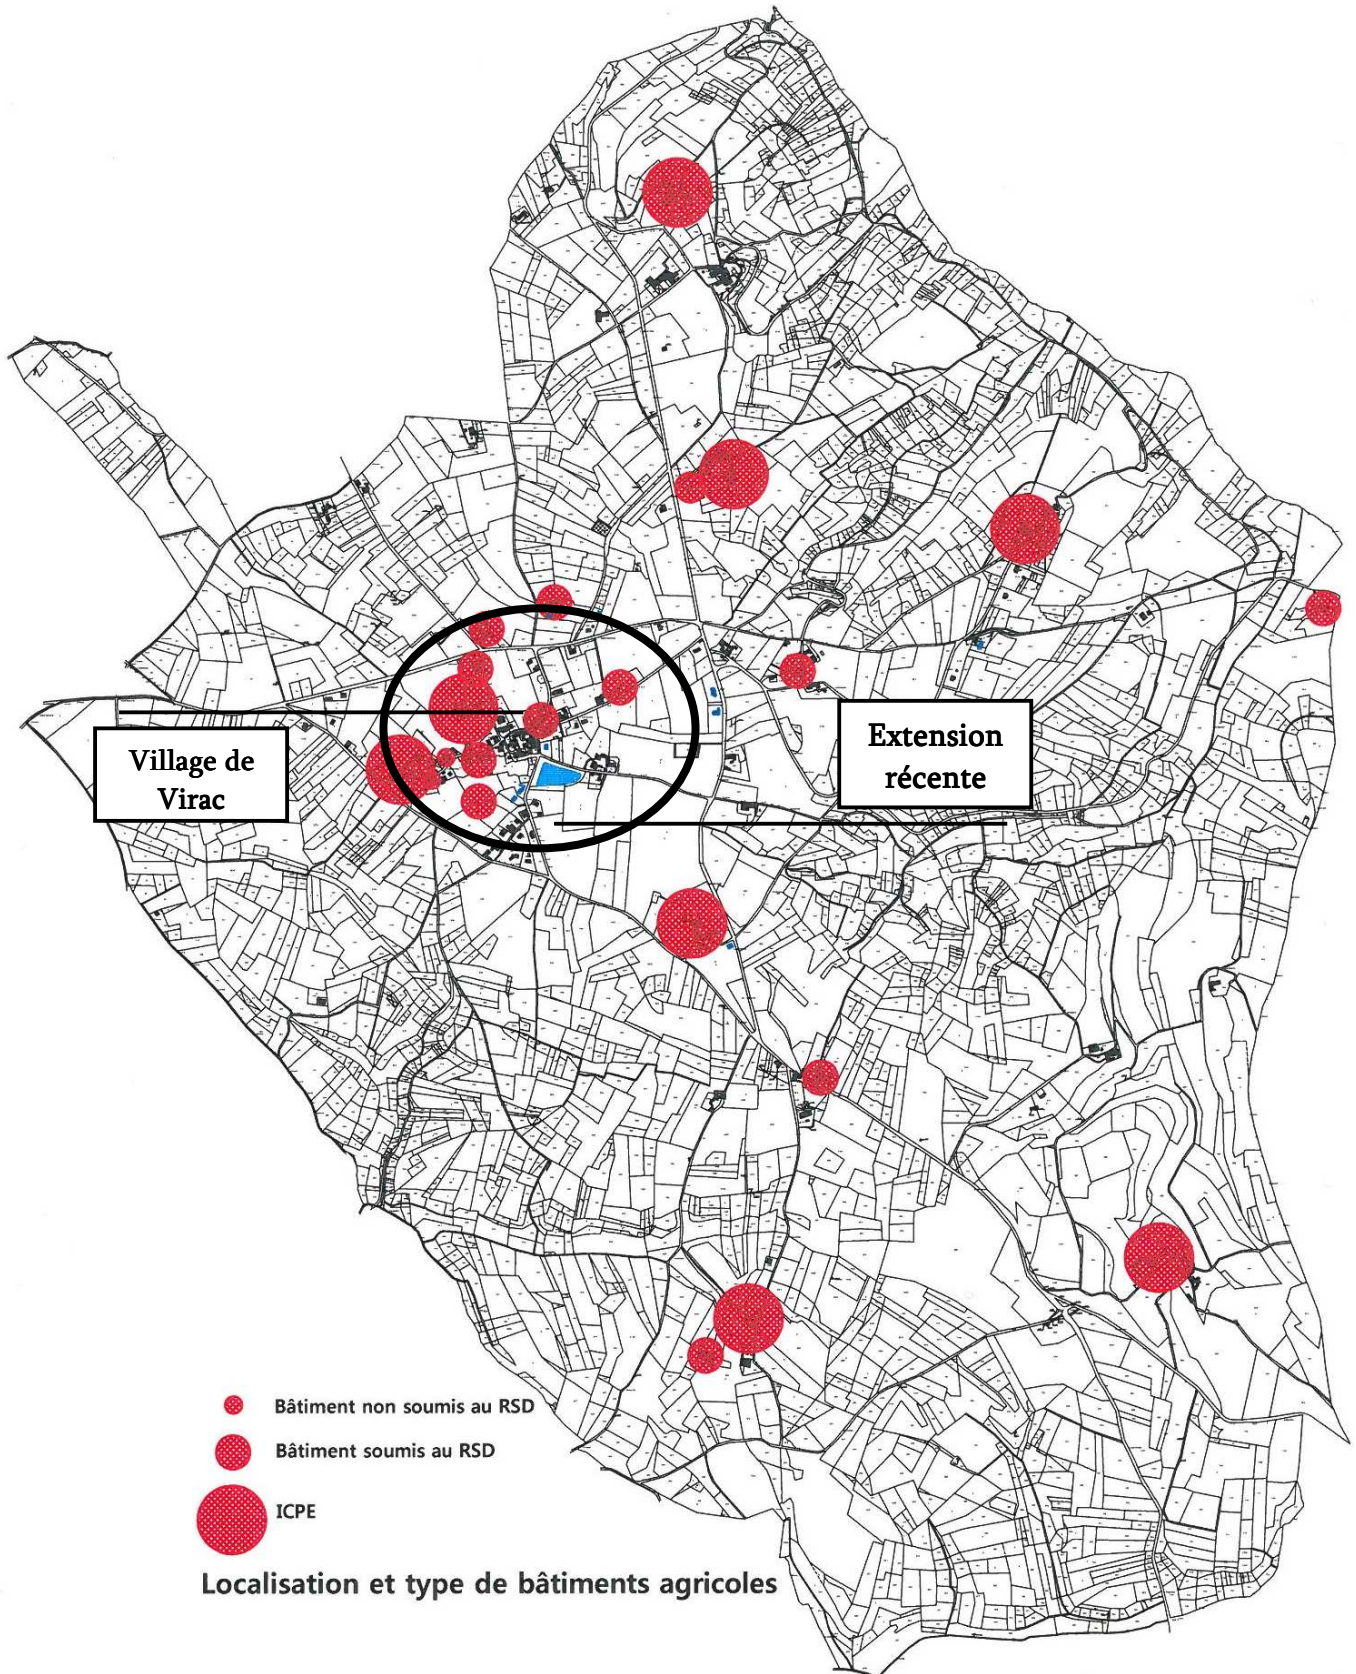 Village de
Virac
Extension
récente
Bâtiment non soumis au RSD
Bâtiment soumis au RSD
ICPE
Localisation et type de bâtiments agricoles